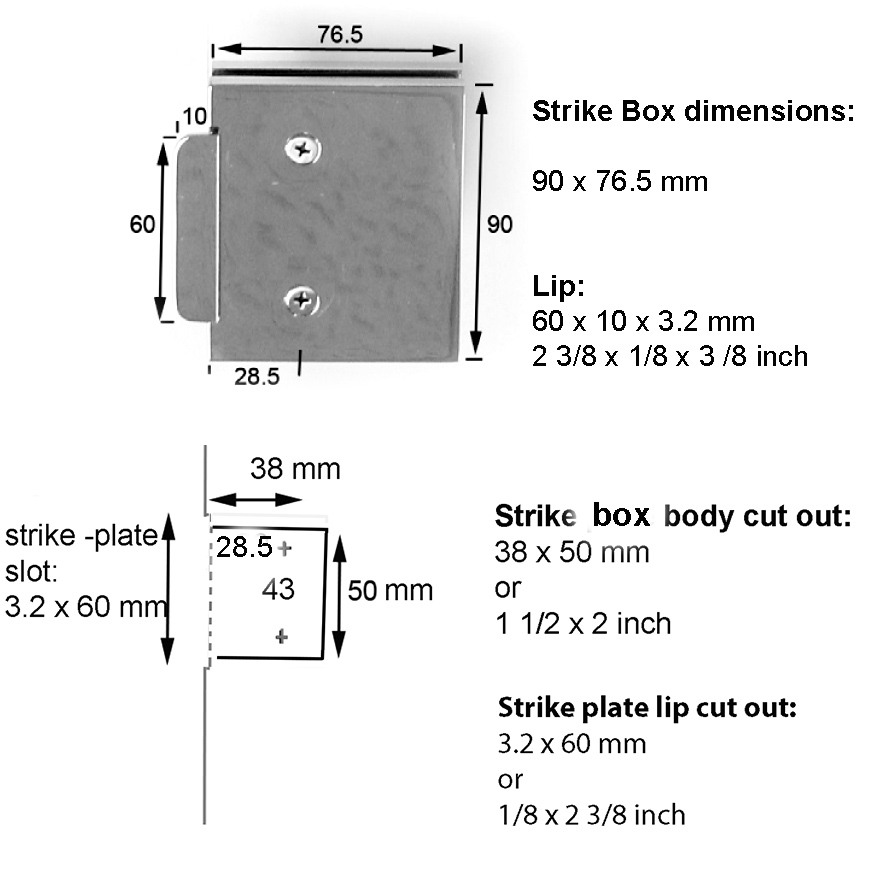 76.5
10
60
90
28.5
Strike Box dimensions:
90 x 76.5 mm
Lip:
60 x 10 x 3.2 mm
2 3/8 x 1/8 x 3 /8 inch
38 mm
strike -plate
slot:
3.2 x 60 mm
28.5
43
50 mm
Strike box body cut out:
38 x 50 mm
or
1 1/2 x 2 inch
Strike plate lip cut out:
3.2 x 60 mm
or
1/8 x 2 3/8 inch